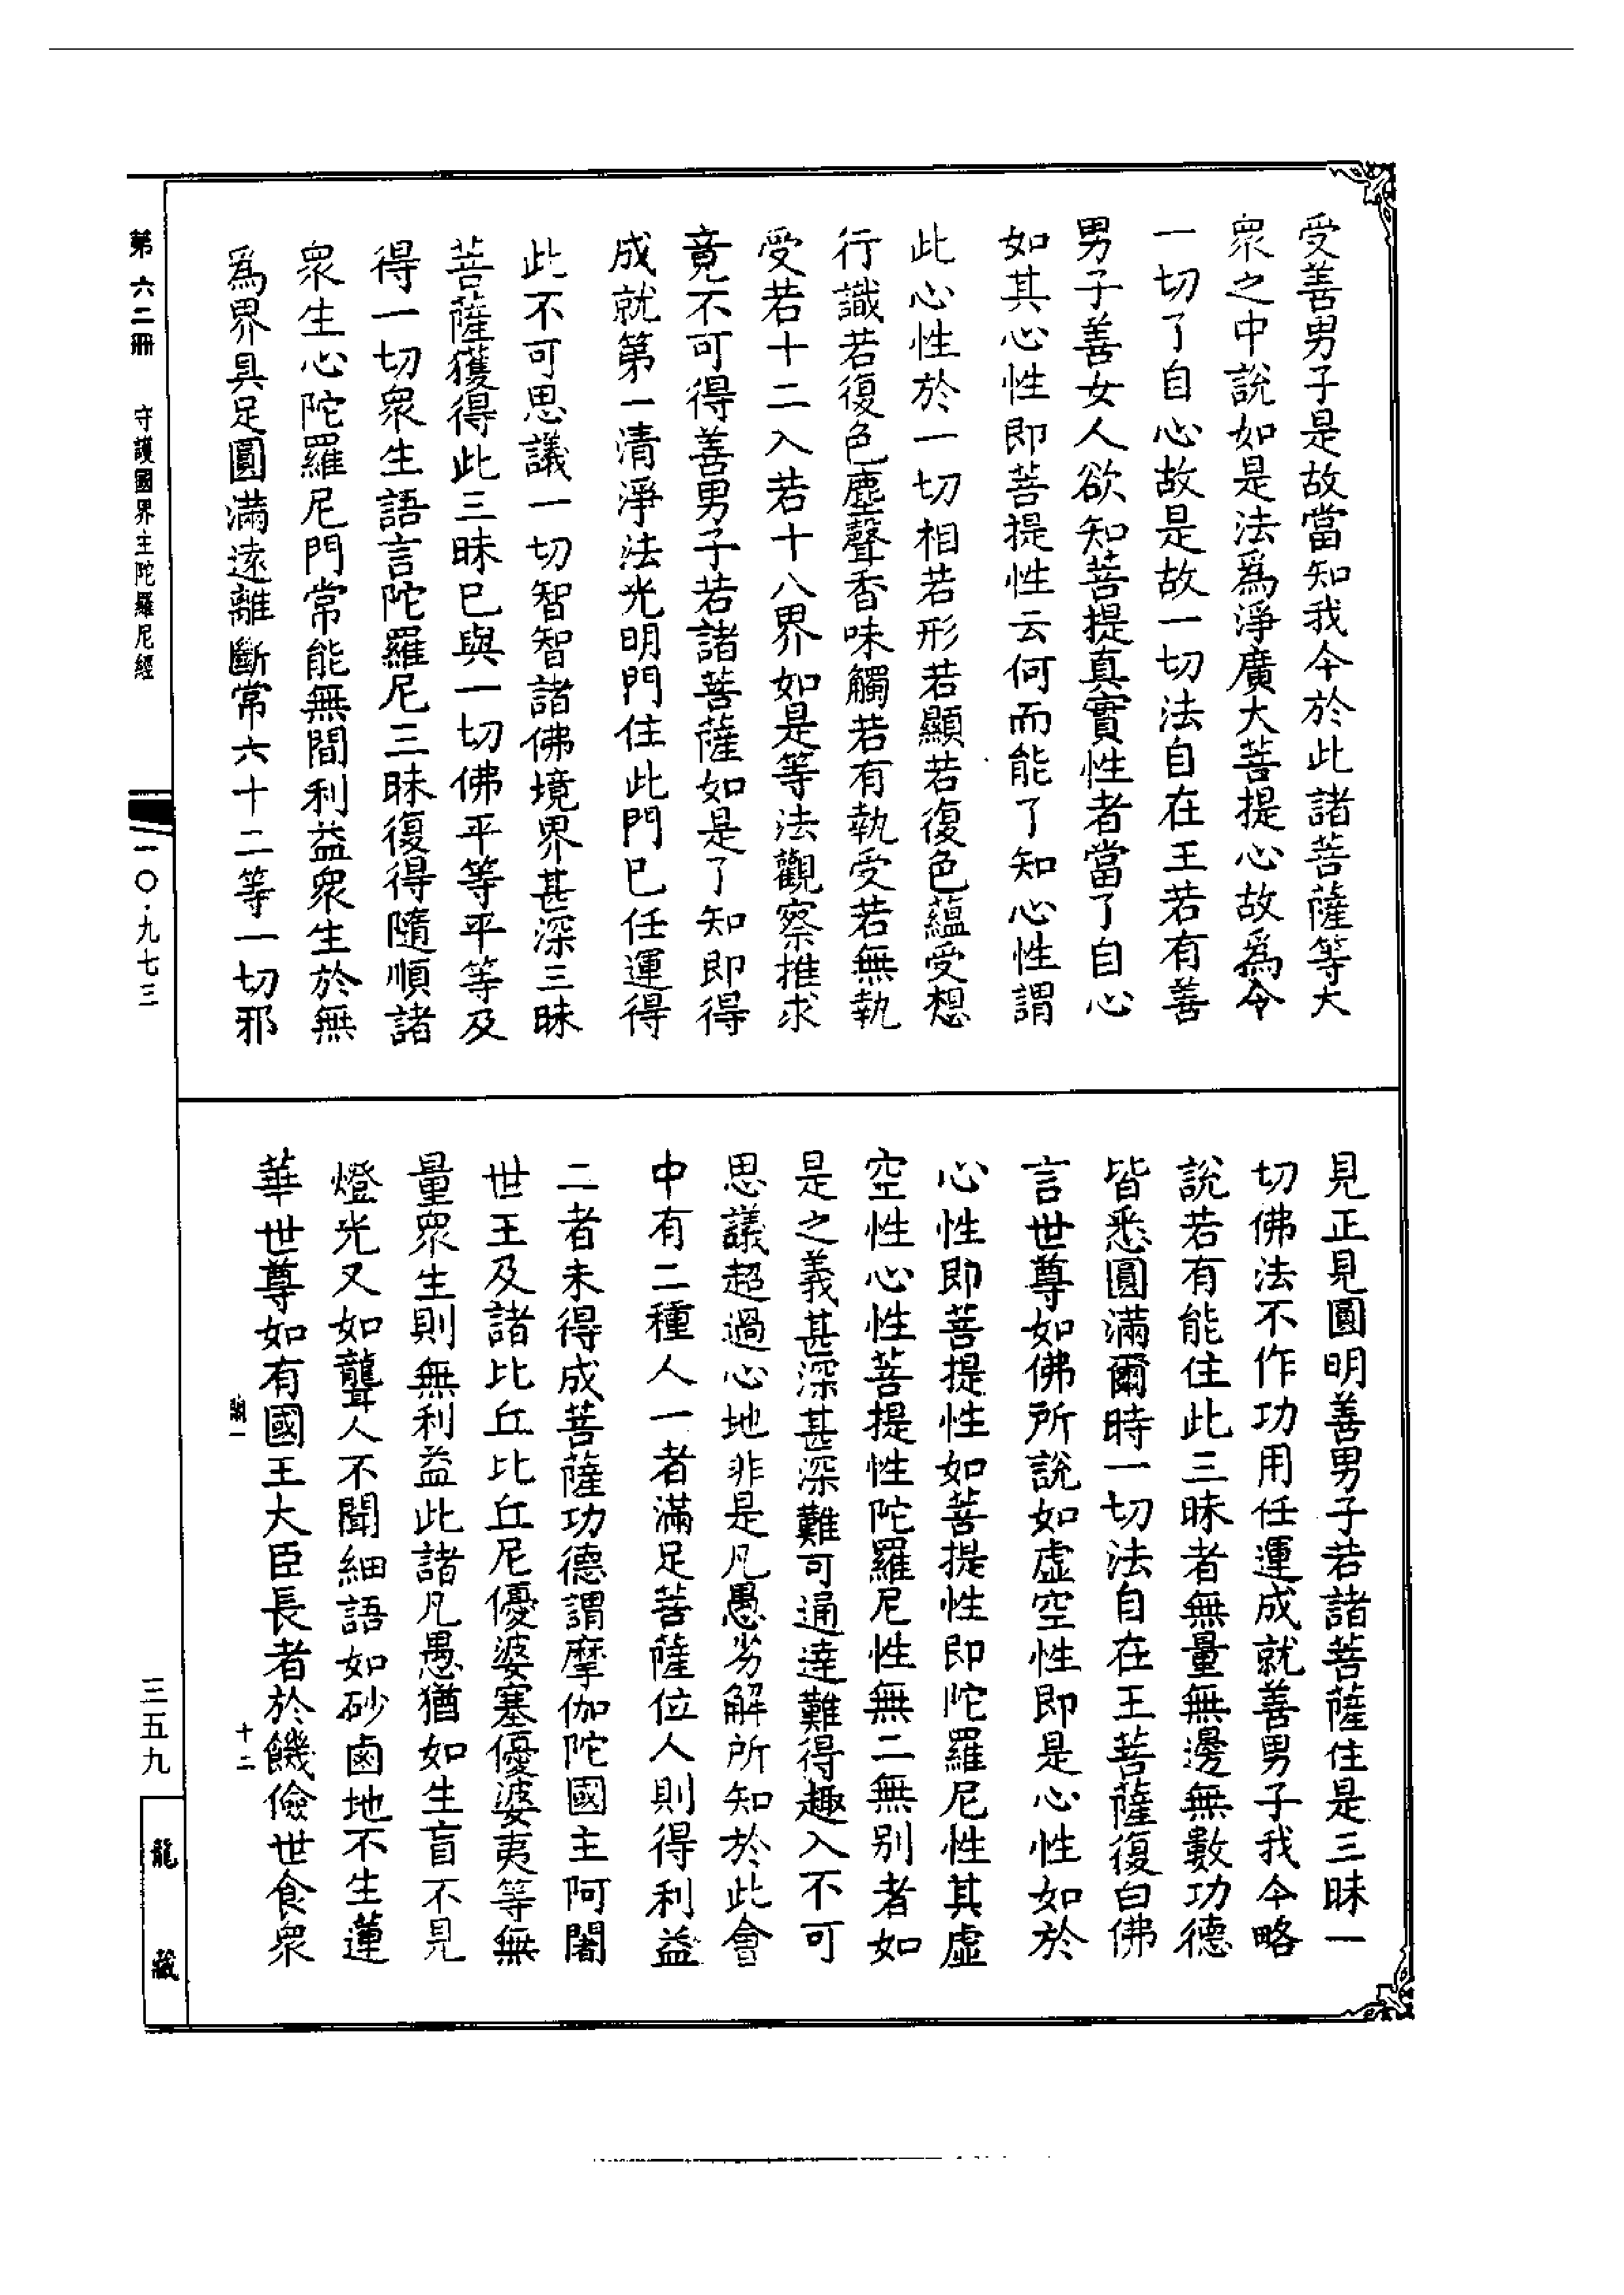 受善男子是故當知我今於此諸菩薩等大
眾之中說如是法爲淨廣大菩提心故爲令
一切了自心故是故一切法自在王若有善
男子善女人欲知菩提真實性者當了自心
如其心性即菩提性云何而能了知心性謂
此心性於一切相若形若顯若復色蘊受想
行識若復色塵聲香味觸若有執受若無執
受若十二入若十八界如是等法觀察推求
竟不可得善男子若諸菩薩如是了知即得
成就第一清淨法光明門住此門已任運得
此不可思議一切智智諸佛境界甚深三昧
菩薩獲得此三昧已與一切佛平等平等及
得一切眾生語言陀羅尼三昧復得隨順諸
眾生心陀羅尼門常能無間利益眾生於無
爲界具足圓滿遠離斷常六十二等一切邪
見正見圓明善男子若諸菩薩住是三昧一
切佛法不作功用任運成就善男子我今略
說若有能住此三昧者無量無邊無數功德
皆悉圓滿爾時一切法自在王菩薩復白佛
言世尊如佛所說如虛空性即是心性如於
心性即菩提性如菩提性即陀羅尼性其虛
空性心性菩提性陀羅尼性無二無別者如
是之義甚深甚深難可通達難得趣入不可
思議超過心地非是凡愚劣解所知於此會
中有二種人一者滿足菩薩位人則得利益
二者未得成菩薩功德謂摩伽陀國主阿闍
世王及諸比丘比丘尼優婆塞優婆夷等無
量眾生則無利益此諸凡愚猶如生盲不見
燈光又如聾人不聞細語如砂鹵地不生蓮
華世尊如有國王大臣長者於饑儉世食眾
十二
第六二冊 守護國界主陀羅尼經
一〇·九七三
三五九
龍藏